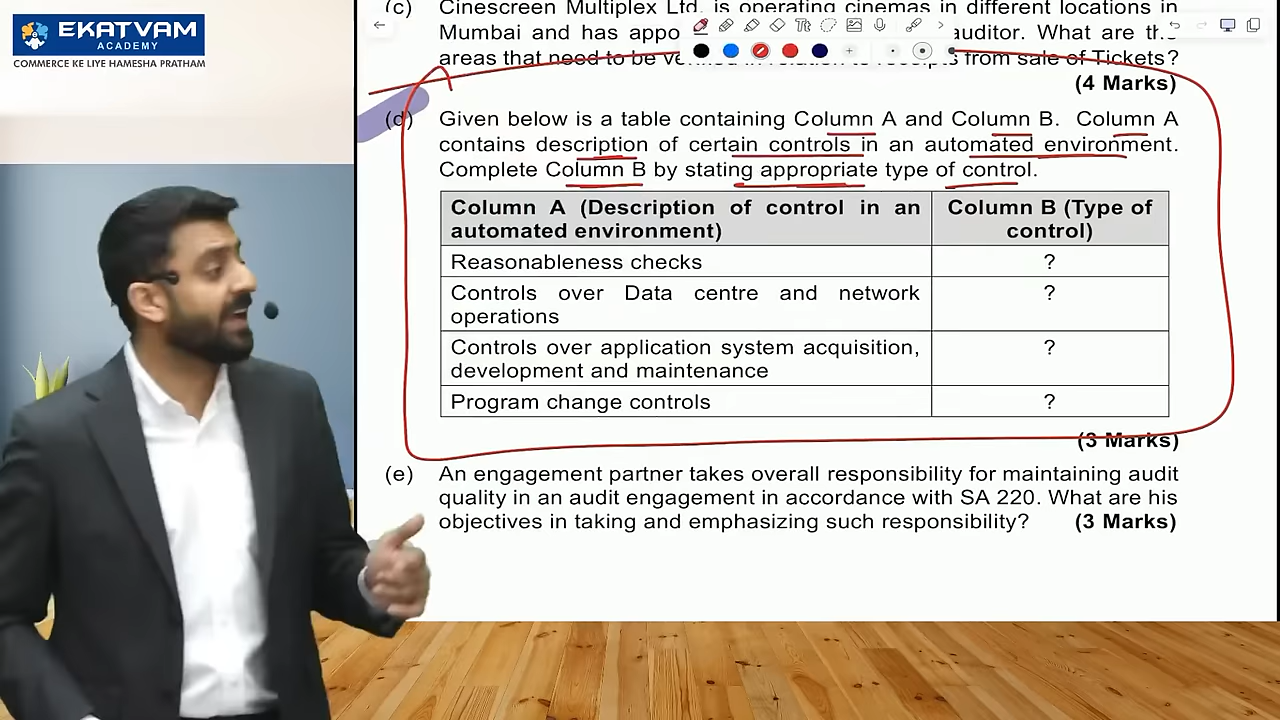 EKATVAM
ACADEMY
COMMERCE KE LIYE HAMESHA PRATHAM
(c) Cinescreen Multiplex Ltd. is operating cinemas in different locations in
Mumbai and has appo auditor. What are the
areas that need to be verified in relation to receipts from sale of Tickets?
(4 Marks)
(d) Given below is a table containing Column A and Column B. Column A
contains description of certain controls in an automated environment.
Complete Column B by stating appropriate type of control.
Column A (Description of control in an
automated environment)
Column B (Type of
control)
Reasonableness checks ?
Controls over Data centre and network
operations ?
Controls over application system acquisition,
development and maintenance ?
Program change controls ?
(3 Marks)
(e) An engagement partner takes overall responsibility for maintaining audit
quality in an audit engagement in accordance with SA 220. What are his
objectives in taking and emphasizing such responsibility? (3 Marks)